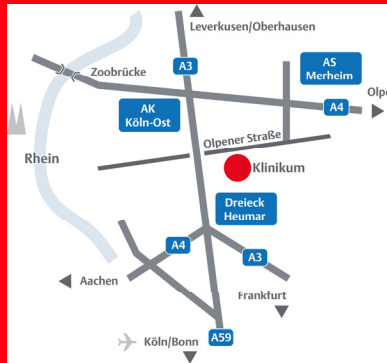 Leverkusen/Oberhausen
Zoobrücke
A3
AS
Merheim
AK
Köln-Ost
A4
Olpe
Olpener Straße
Rhein
Klinikum
Dreieck
Heumar
A4
A3
Aachen
Frankfurt
Köln/Bonn
A59